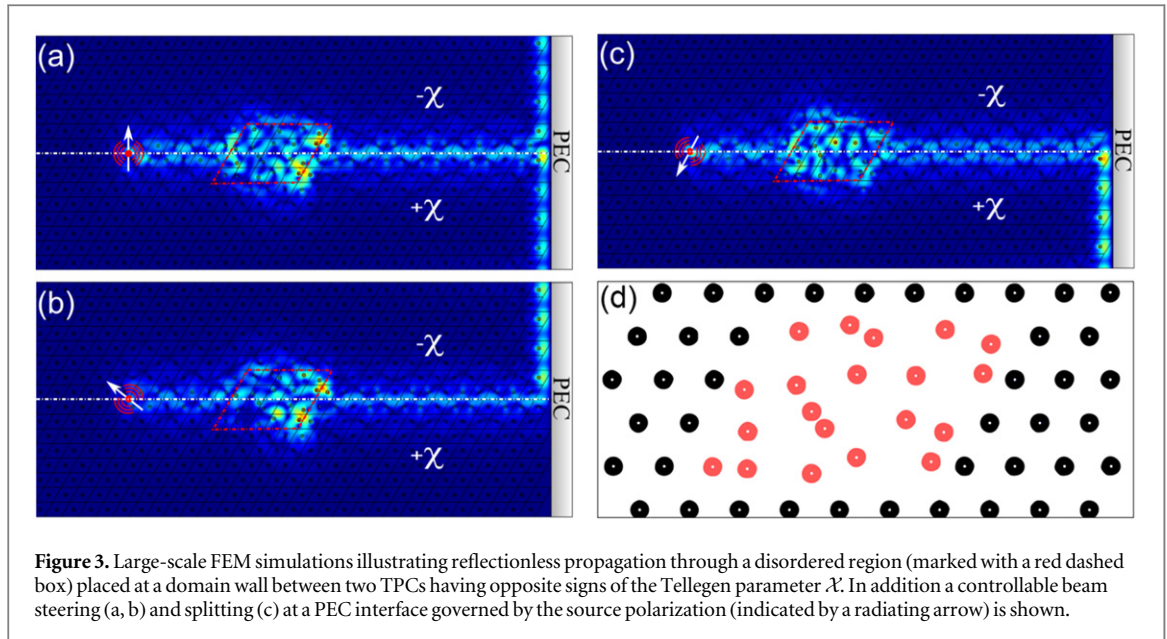 (a)
-χ
+χ
PEC
(c)
-χ
+χ
PEC
(b)
-χ
+χ
PEC
(d)
Figure 3. Large-scale FEM simulations illustrating reflectionless propagation through a disordered region (marked with a red dashed
box) placed at a domain wall between two TPCs having opposite signs of the Tellegen parameter 𝒳. In addition a controllable beam
steering (a, b) and splitting (c) at a PEC interface governed by the source polarization (indicated by a radiating arrow) is shown.